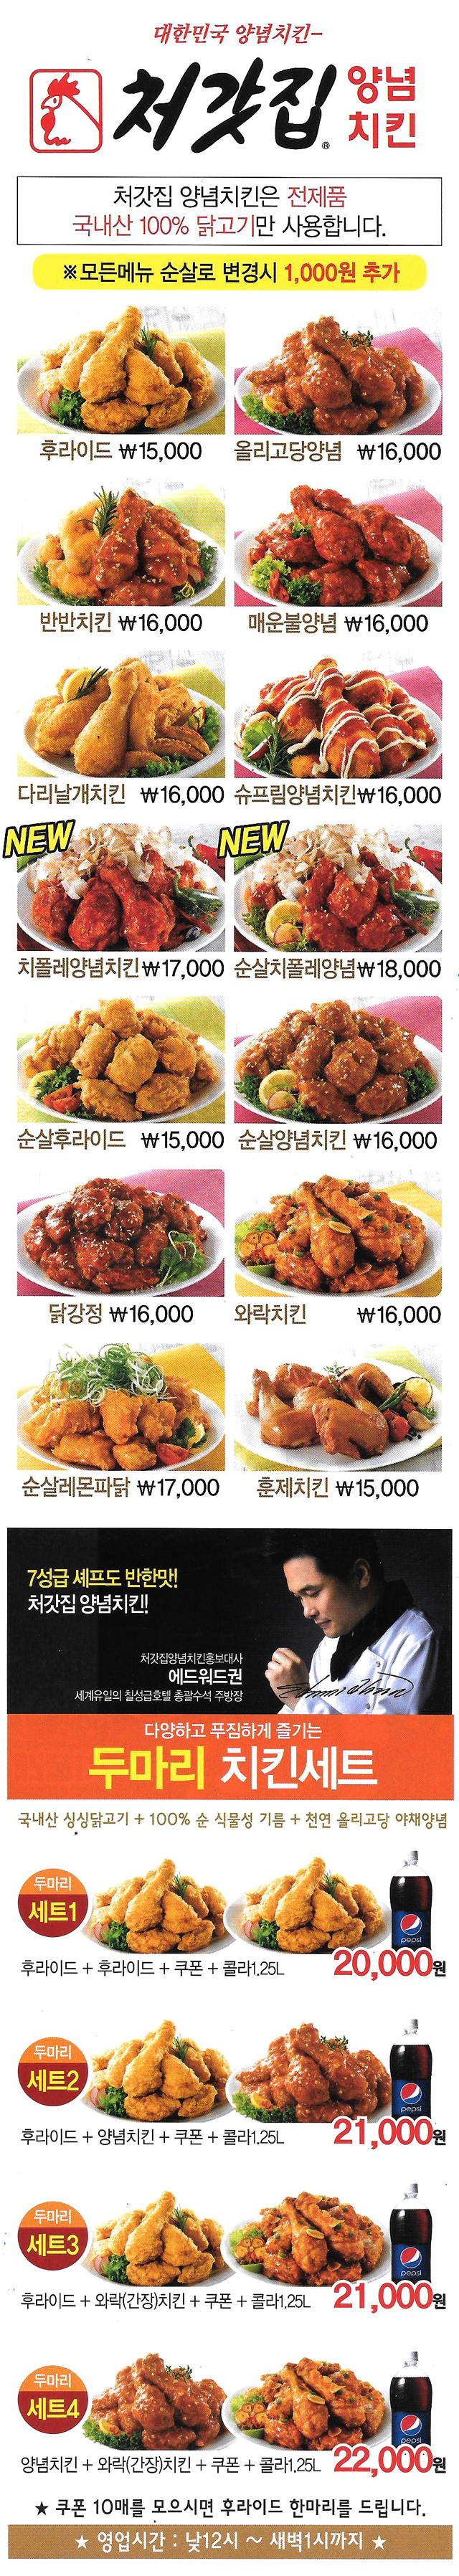 대한민국 양념치킨-
처갓집® 양념
치킨
처갓집 양념치킨은 전제품
국내산 100% 닭고기만 사용합니다.
※모든메뉴 순살로 변경시 1,000원 추가
후라이드 ₩15,000
올리고당양념 ₩16,000
반반치킨 ₩16,000
매운불양념 ₩16,000
다리날개치킨 ₩16,000
슈프림양념치킨₩16,000
NEW
NEW
치폴레양념치킨₩17,000
순살치폴레양념₩18,000
순살후라이드 ₩15,000
순살양념치킨 ₩16,000
닭강정 ₩16,000
와락치킨 ₩16,000
순살레몬파닭 ₩17,000
훈제치킨 ₩15,000
7성급 셰프도 반한맛!
처갓집 양념치킨!
처갓집양념치킨홍보대사
에드워드권
세계유일의 칠성급호텔 총괄수석 주방장
다양하고 푸짐하게 즐기는
두마리 치킨세트
국내산 싱싱닭고기 + 100% 순 식물성 기름 + 천연 올리고당 야채양념
두마리
세트1
pepsi
후라이드 + 후라이드 + 쿠폰 + 콜라1.25L 20,000원
두마리
세트2
pepsi
후라이드 + 양념치킨 + 쿠폰 + 콜라1.25L 21,000원
두마리
세트3
pepsi
후라이드 + 와락(간장)치킨 + 쿠폰 + 콜라1.25L 21,000원
두마리
세트4
pepsi
양념치킨 + 와락(간장)치킨 + 쿠폰 + 콜라1.25L 22,000원
★ 쿠폰 10매를 모으시면 후라이드 한마리를 드립니다.
★ 영업시간 : 낮12시 ~ 새벽1시까지 ★